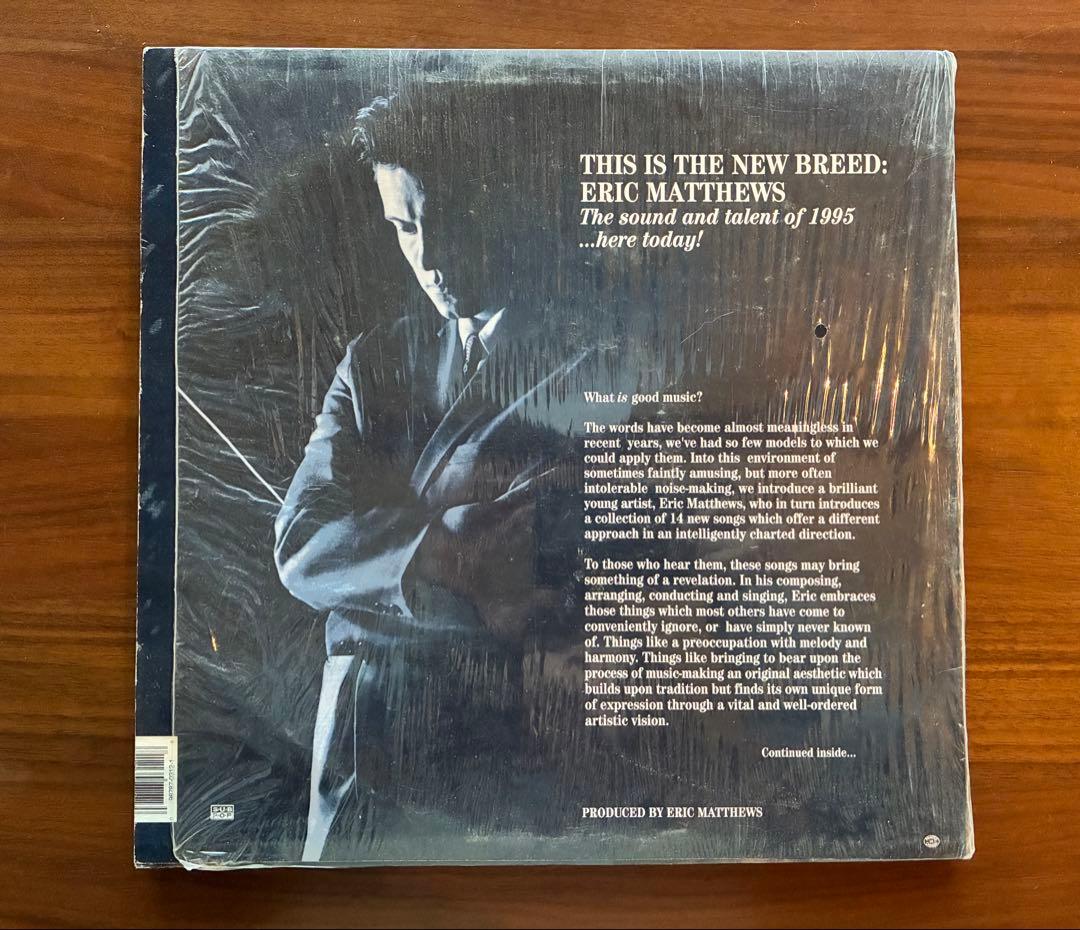 THIS IS THE NEW BREED:
ERIC MATTHEWS
The sound and talent of 1995
...here today!
What is good music?
The words have become almost meaningless in
recent years, we've had so few models to which we
could apply them. Into this environment of
sometimes faintly amusing, but more often
intolerable noise-making, we introduce a brilliant
young artist, Eric Matthews, who in turn introduces
a collection of 14 new songs which offer a different
approach in an intelligently charted direction.
To those who hear them, these songs may bring
something of a revelation. In his composing,
arranging, conducting and singing, Eric embraces
those things which most others have come to
conveniently ignore, or have simply never known
of. Things like a preoccupation with melody and
harmony. Things like bringing to bear upon the
process of music-making an original aesthetic which
builds upon tradition but finds its own unique form
of expression through a vital and well-ordered
artistic vision.
Continued inside...
PRODUCED BY ERIC MATTHEWS
SUB
POP